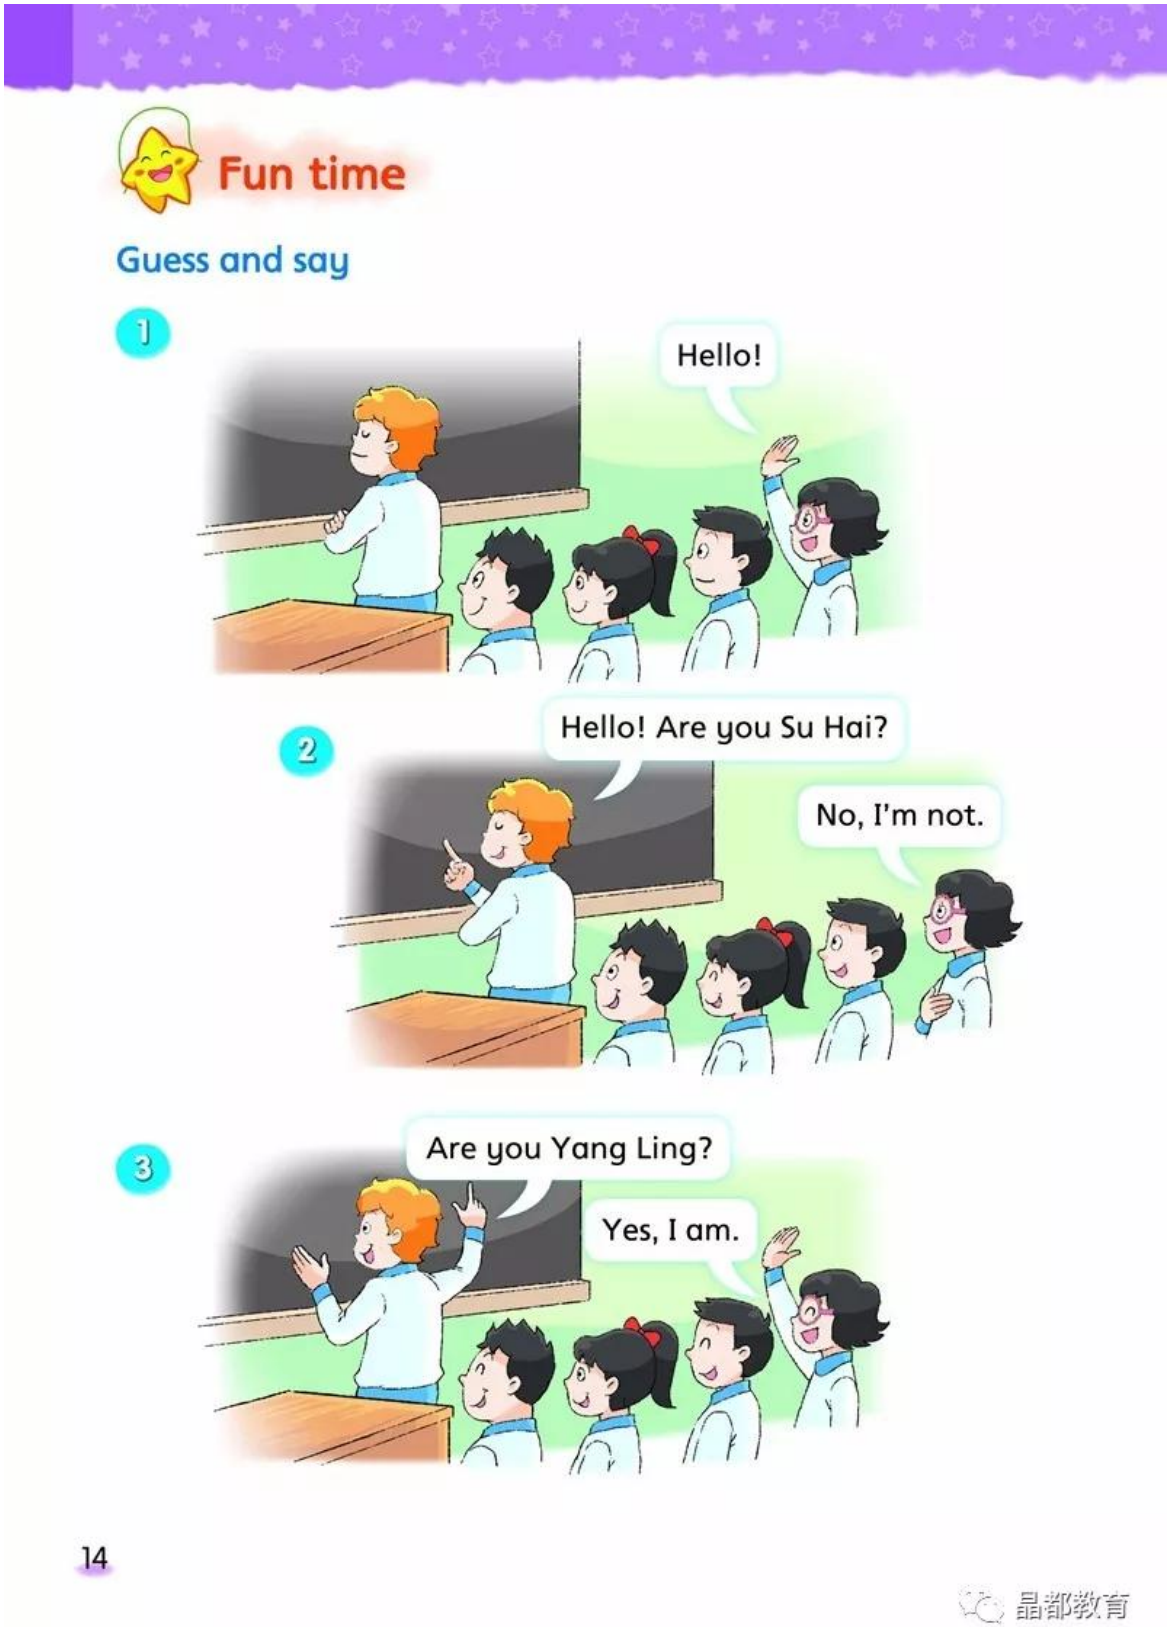 Fun time
Guess and say
1
Hello!
2
Hello! Are you Su Hai?
No, I'm not.
3
Are you Yang Ling?
Yes, I am.
14
晶都教育